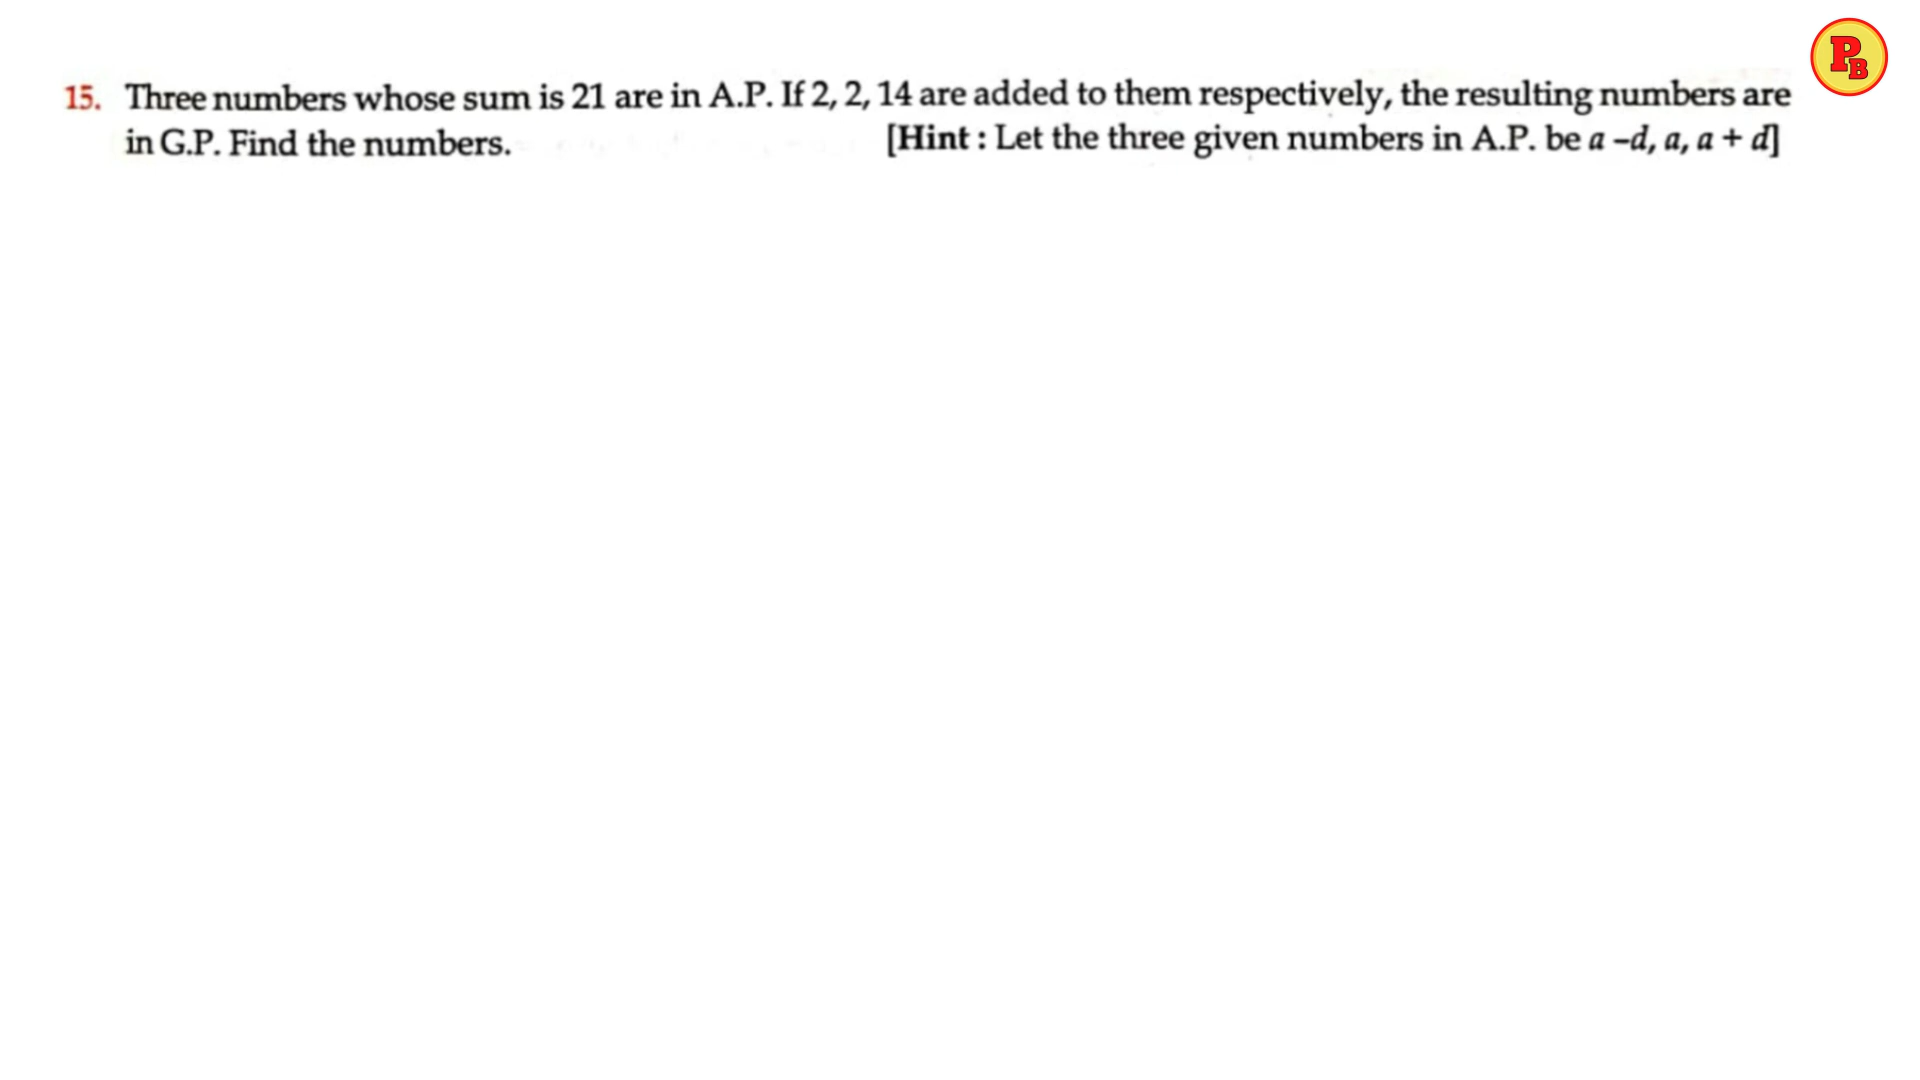 PB
15. Three numbers whose sum is 21 are in A.P. If 2, 2, 14 are added to them respectively, the resulting numbers are
in G.P. Find the numbers. [Hint : Let the three given numbers in A.P. be a –d, a, a + d]